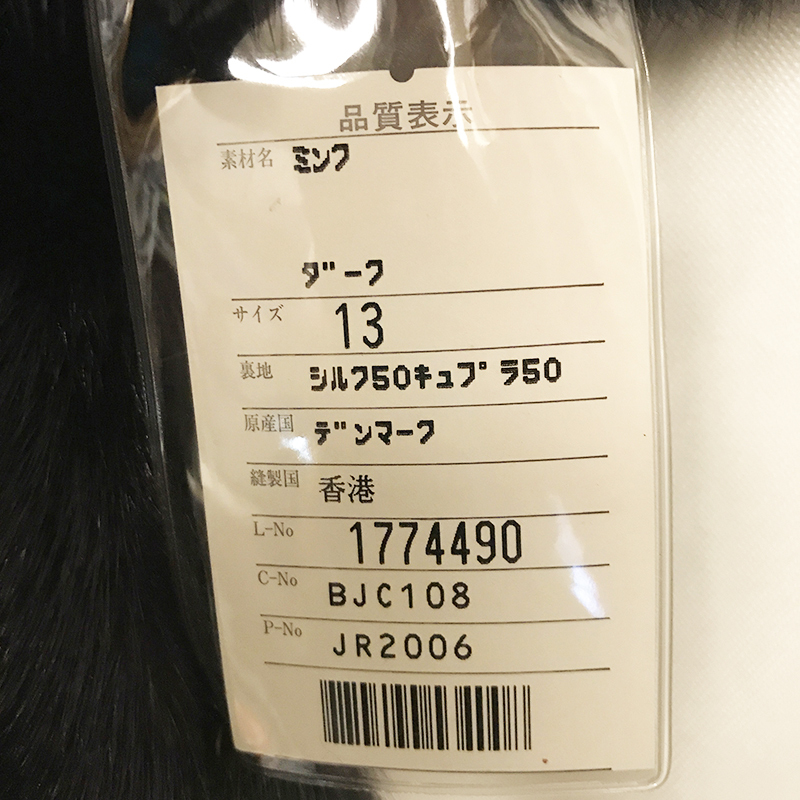 品質表示
素材名 ミンク
ダーク
サイズ 13
裏地 シルク50キュプラ50
原産国 デンマーク
縫製国 香港
L-No 1774490
C-No BJC108
P-No JR2006